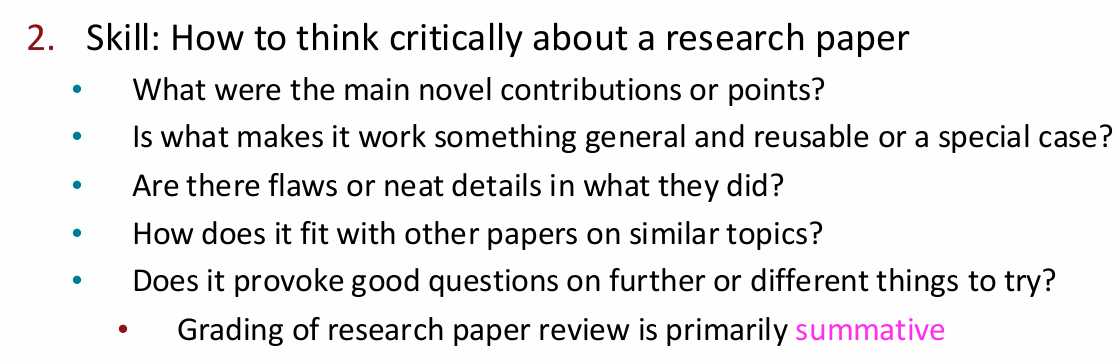 2. Skill: How to think critically about a research paper
• What were the main novel contributions or points?
• Is what makes it work something general and reusable or a special case?
• Are there flaws or neat details in what they did?
• How does it fit with other papers on similar topics?
• Does it provoke good questions on further or different things to try?
• Grading of research paper review is primarily summative